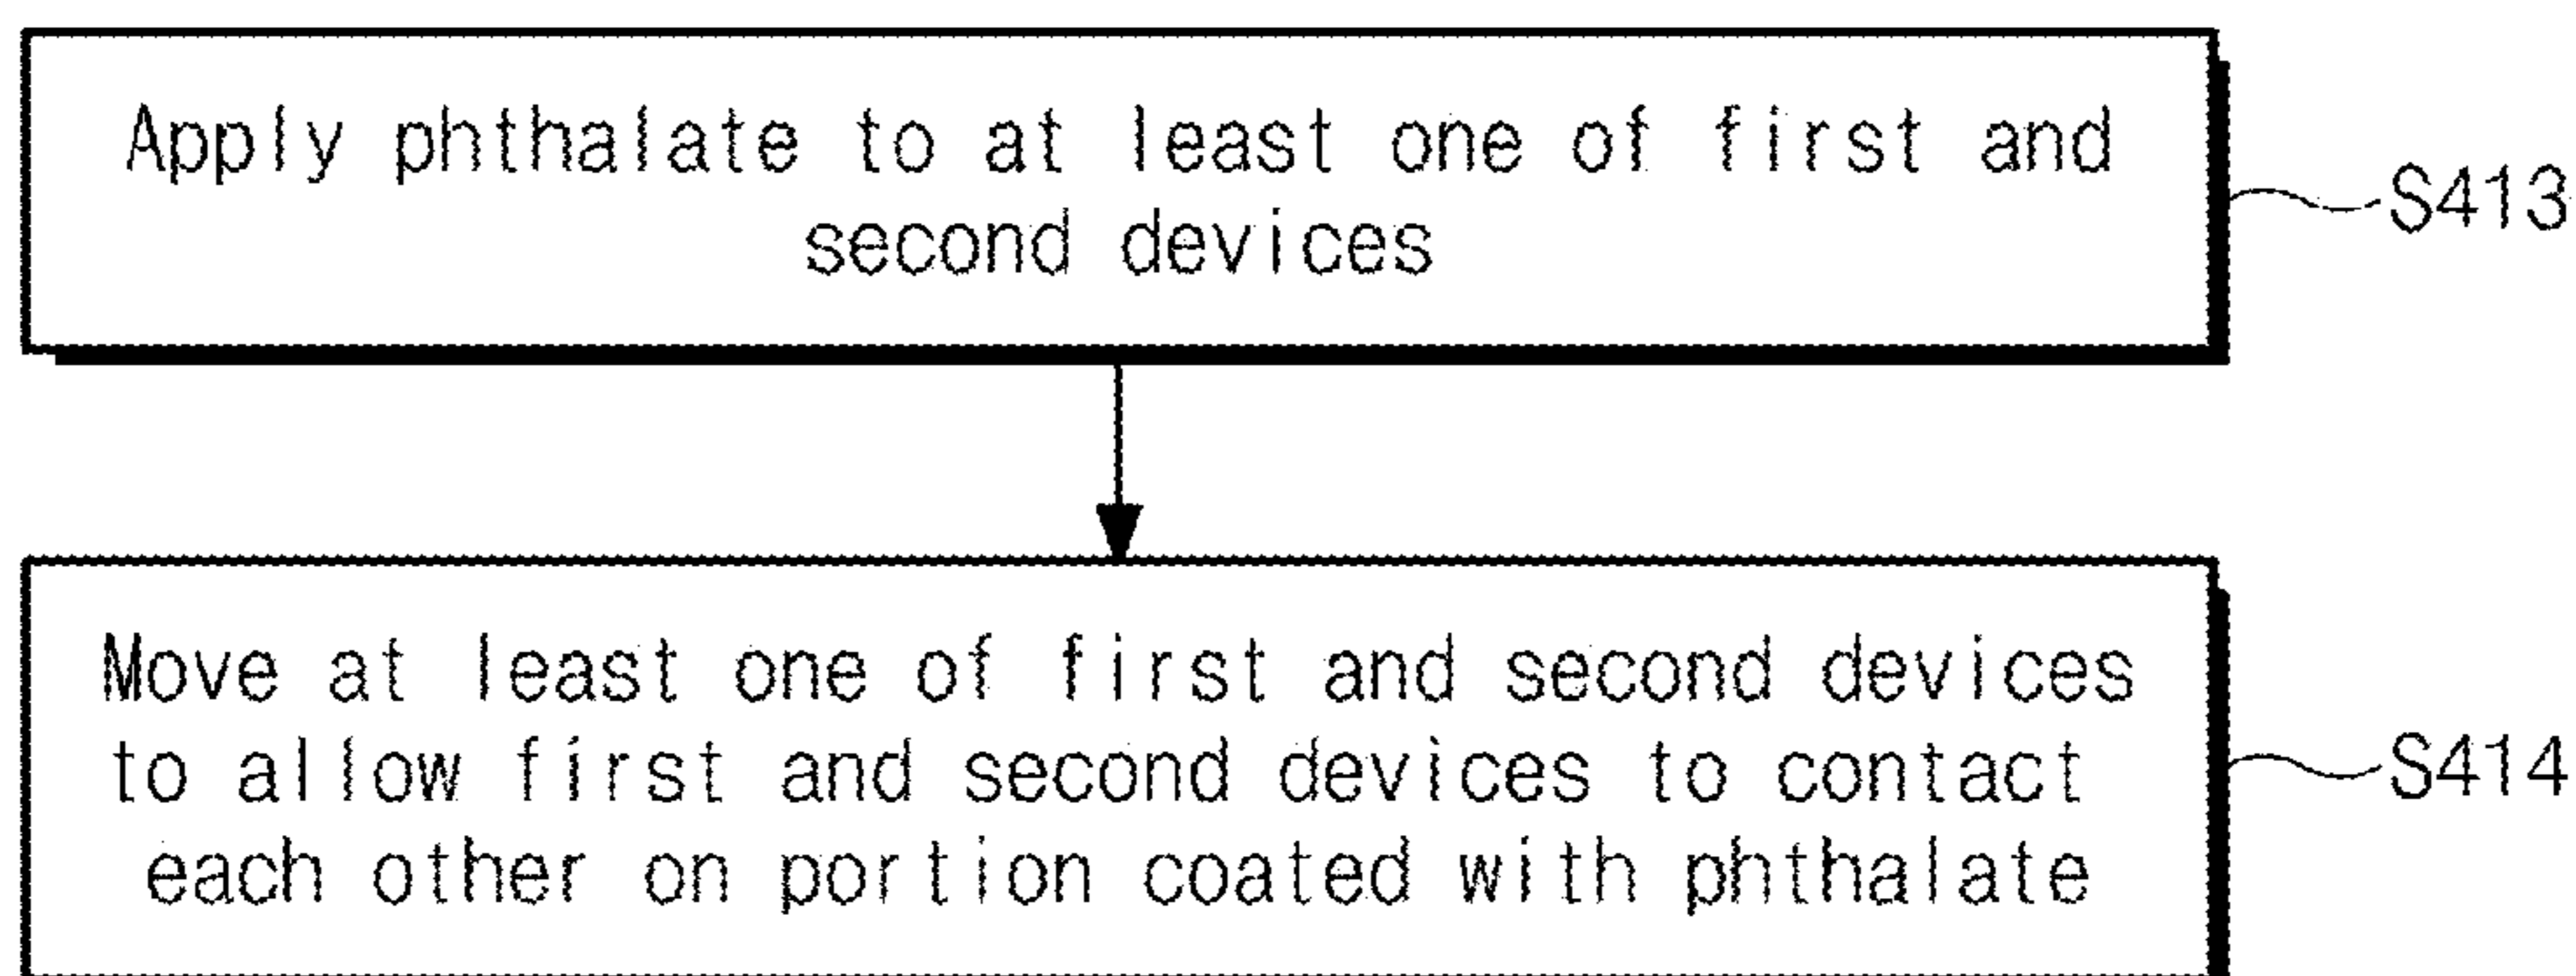 Apply phthalate to at least one of first and
second devices
S413
Move at least one of first and second devices
to allow first and second devices to contact
each other on portion coated with phthalate
S414